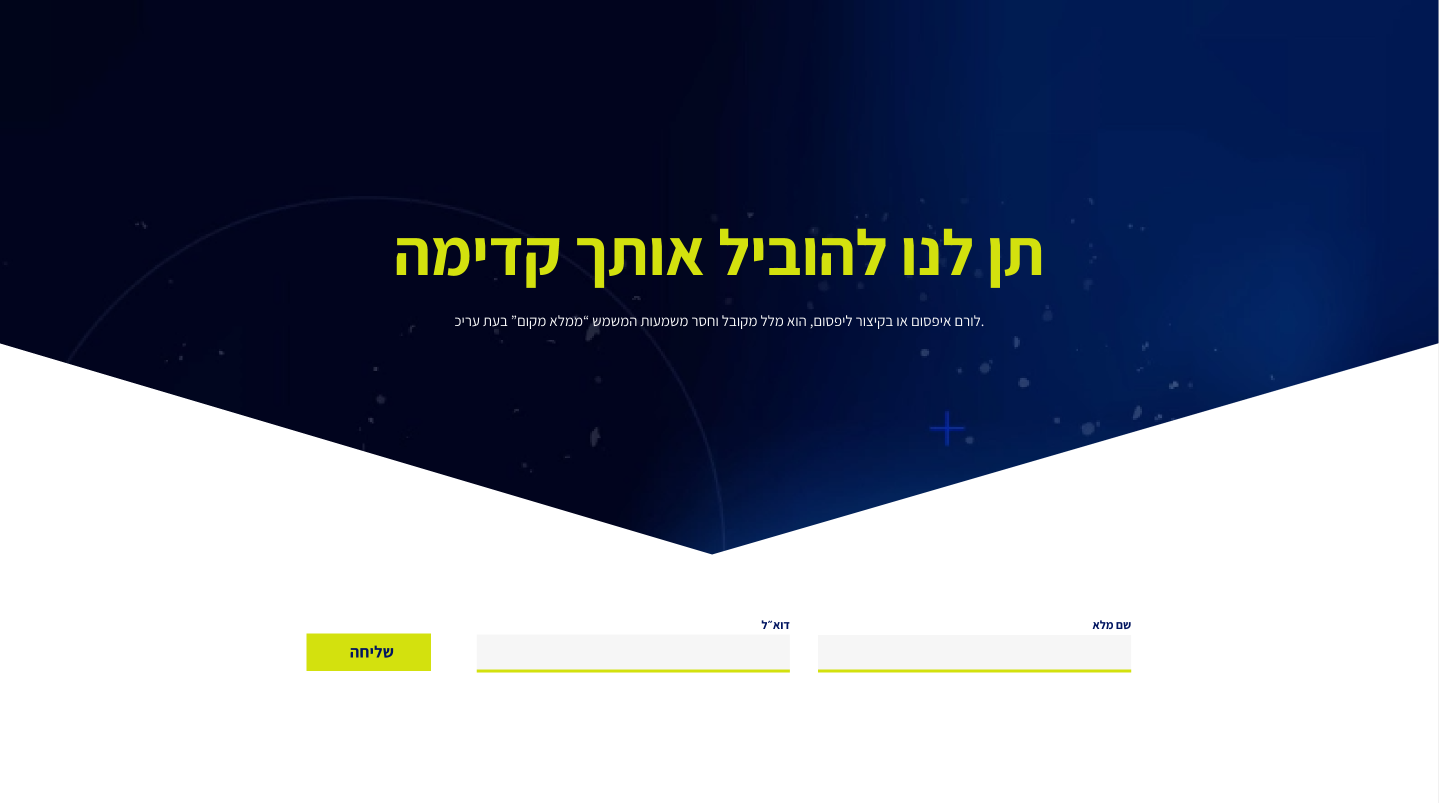 תן לנו להוביל אותך קדימה
לורם איפסום או בקיצור ליפסום, הוא מלל מקובל וחסר משמעות המשמש “ממלא מקום” בעת עריכ.
שם מלא
דוא״ל
שליחה